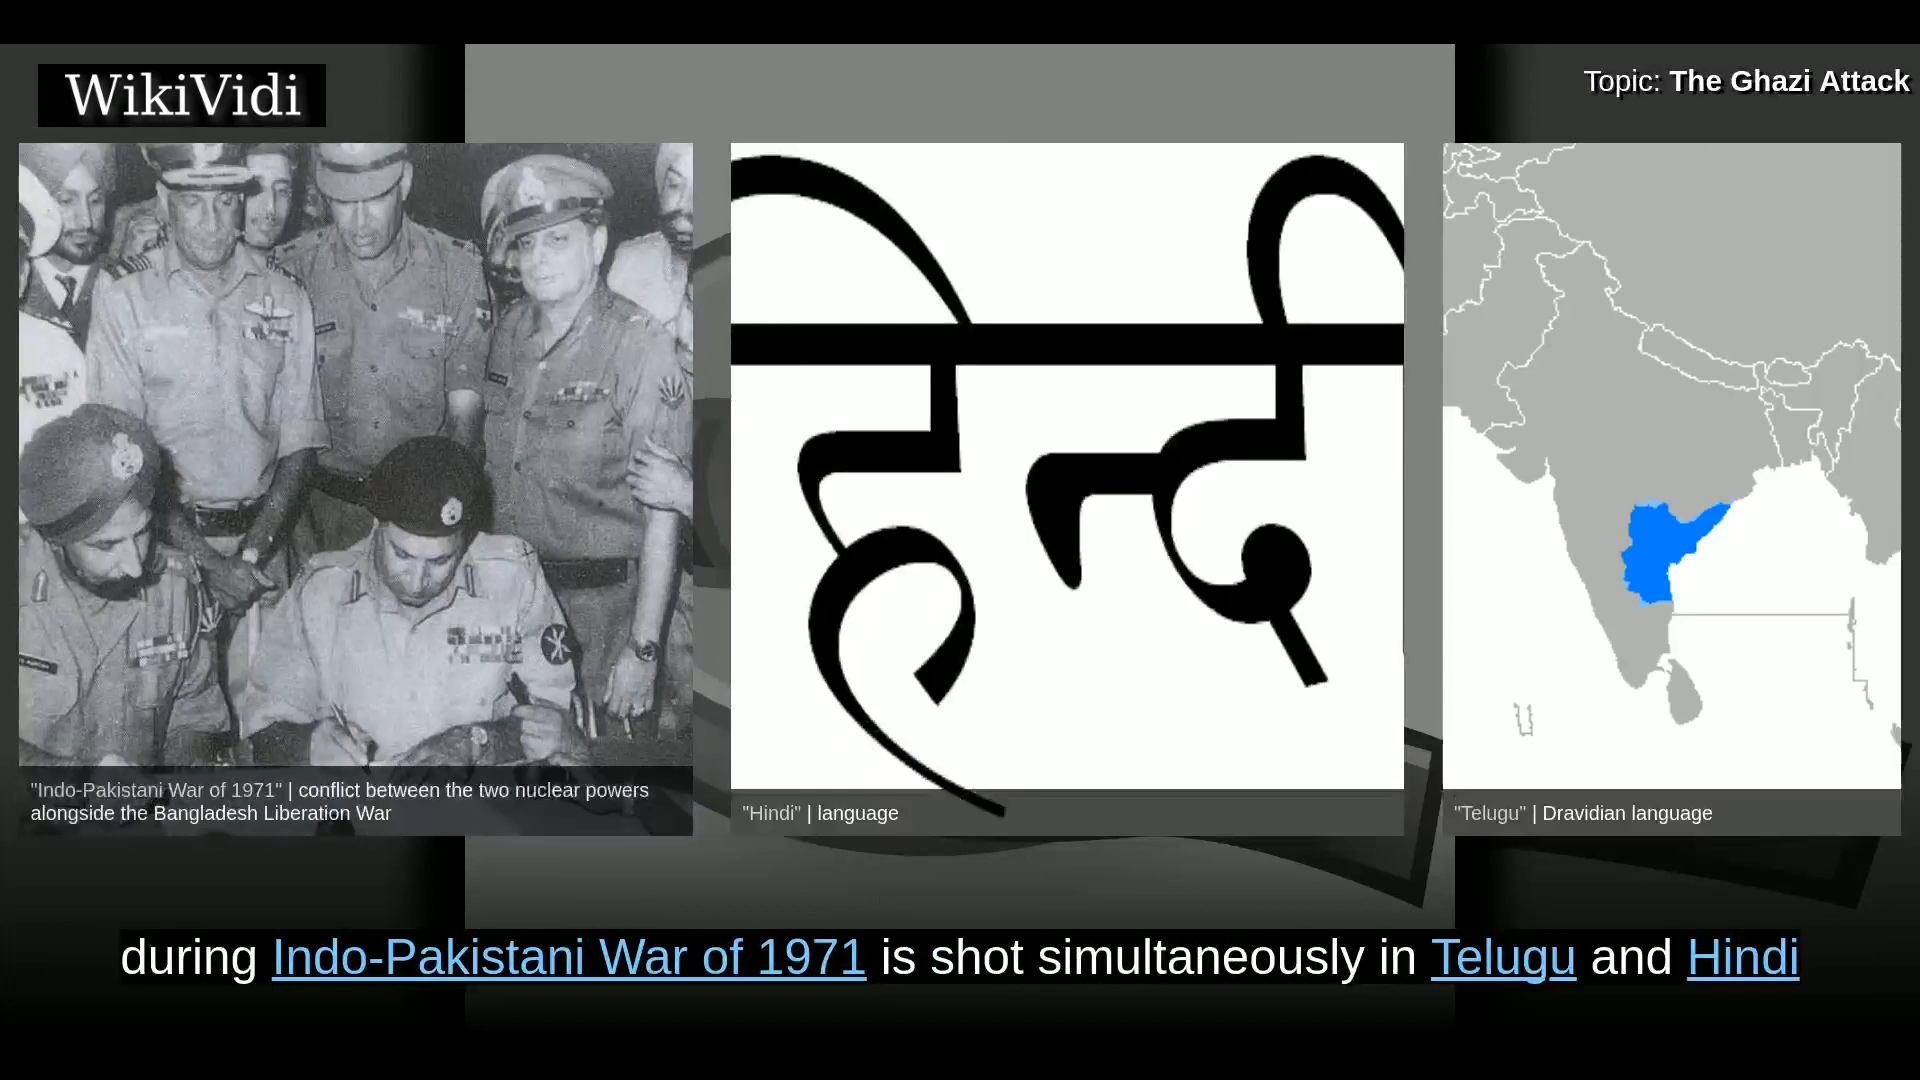 WikiVidi
Topic: The Ghazi Attack
हिन्दी
"Indo-Pakistani War of 1971" | conflict between the two nuclear powers
alongside the Bangladesh Liberation War
"Hindi" | language
"Telugu" | Dravidian language
during Indo-Pakistani War of 1971 is shot simultaneously in Telugu and Hindi